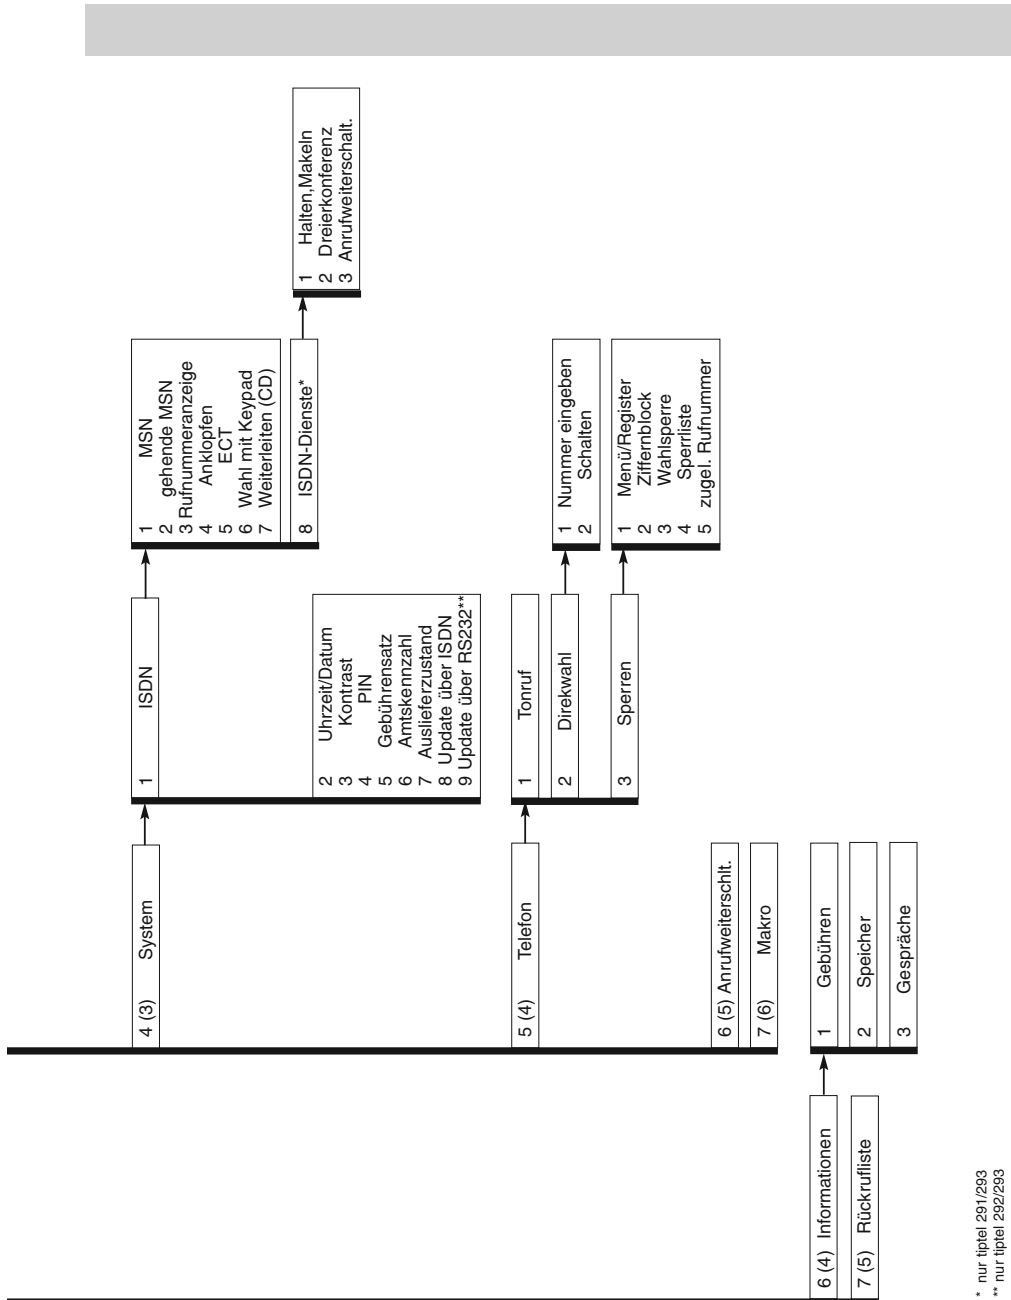 4 (3) System
1 ISDN
1 MSN
2 gehende MSN
3 Rufnummeranzeige
4 Anklopfen
5 ECT
6 Wahl mit Keypad
7 Weiterleiten (CD)
8 ISDN-Dienste*
1 Halten,Makeln
2 Dreierkonferenz
3 Anrufweiterschalt.
2 Uhrzeit/Datum
3 Kontrast
4 PIN
5 Gebührensatz
6 Amtskennzahl
7 Auslieferzustand
8 Update über ISDN
9 Update über RS232**
5 (4) Telefon
1 Tonruf
2 Direkwahl
1 Nummer eingeben
2 Schalten
3 Sperren
1 Menü/Register
2 Ziffernblock
3 Wahlsperre
4 Sperrliste
5 zugel. Rufnummer
6 (5) Anrufweiterschlt.
7 (6) Makro
6 (4) Informationen
1 Gebühren
2 Speicher
3 Gespräche
7 (5) Rückrufliste
* nur tiptel 291/293
** nur tiptel 292/293